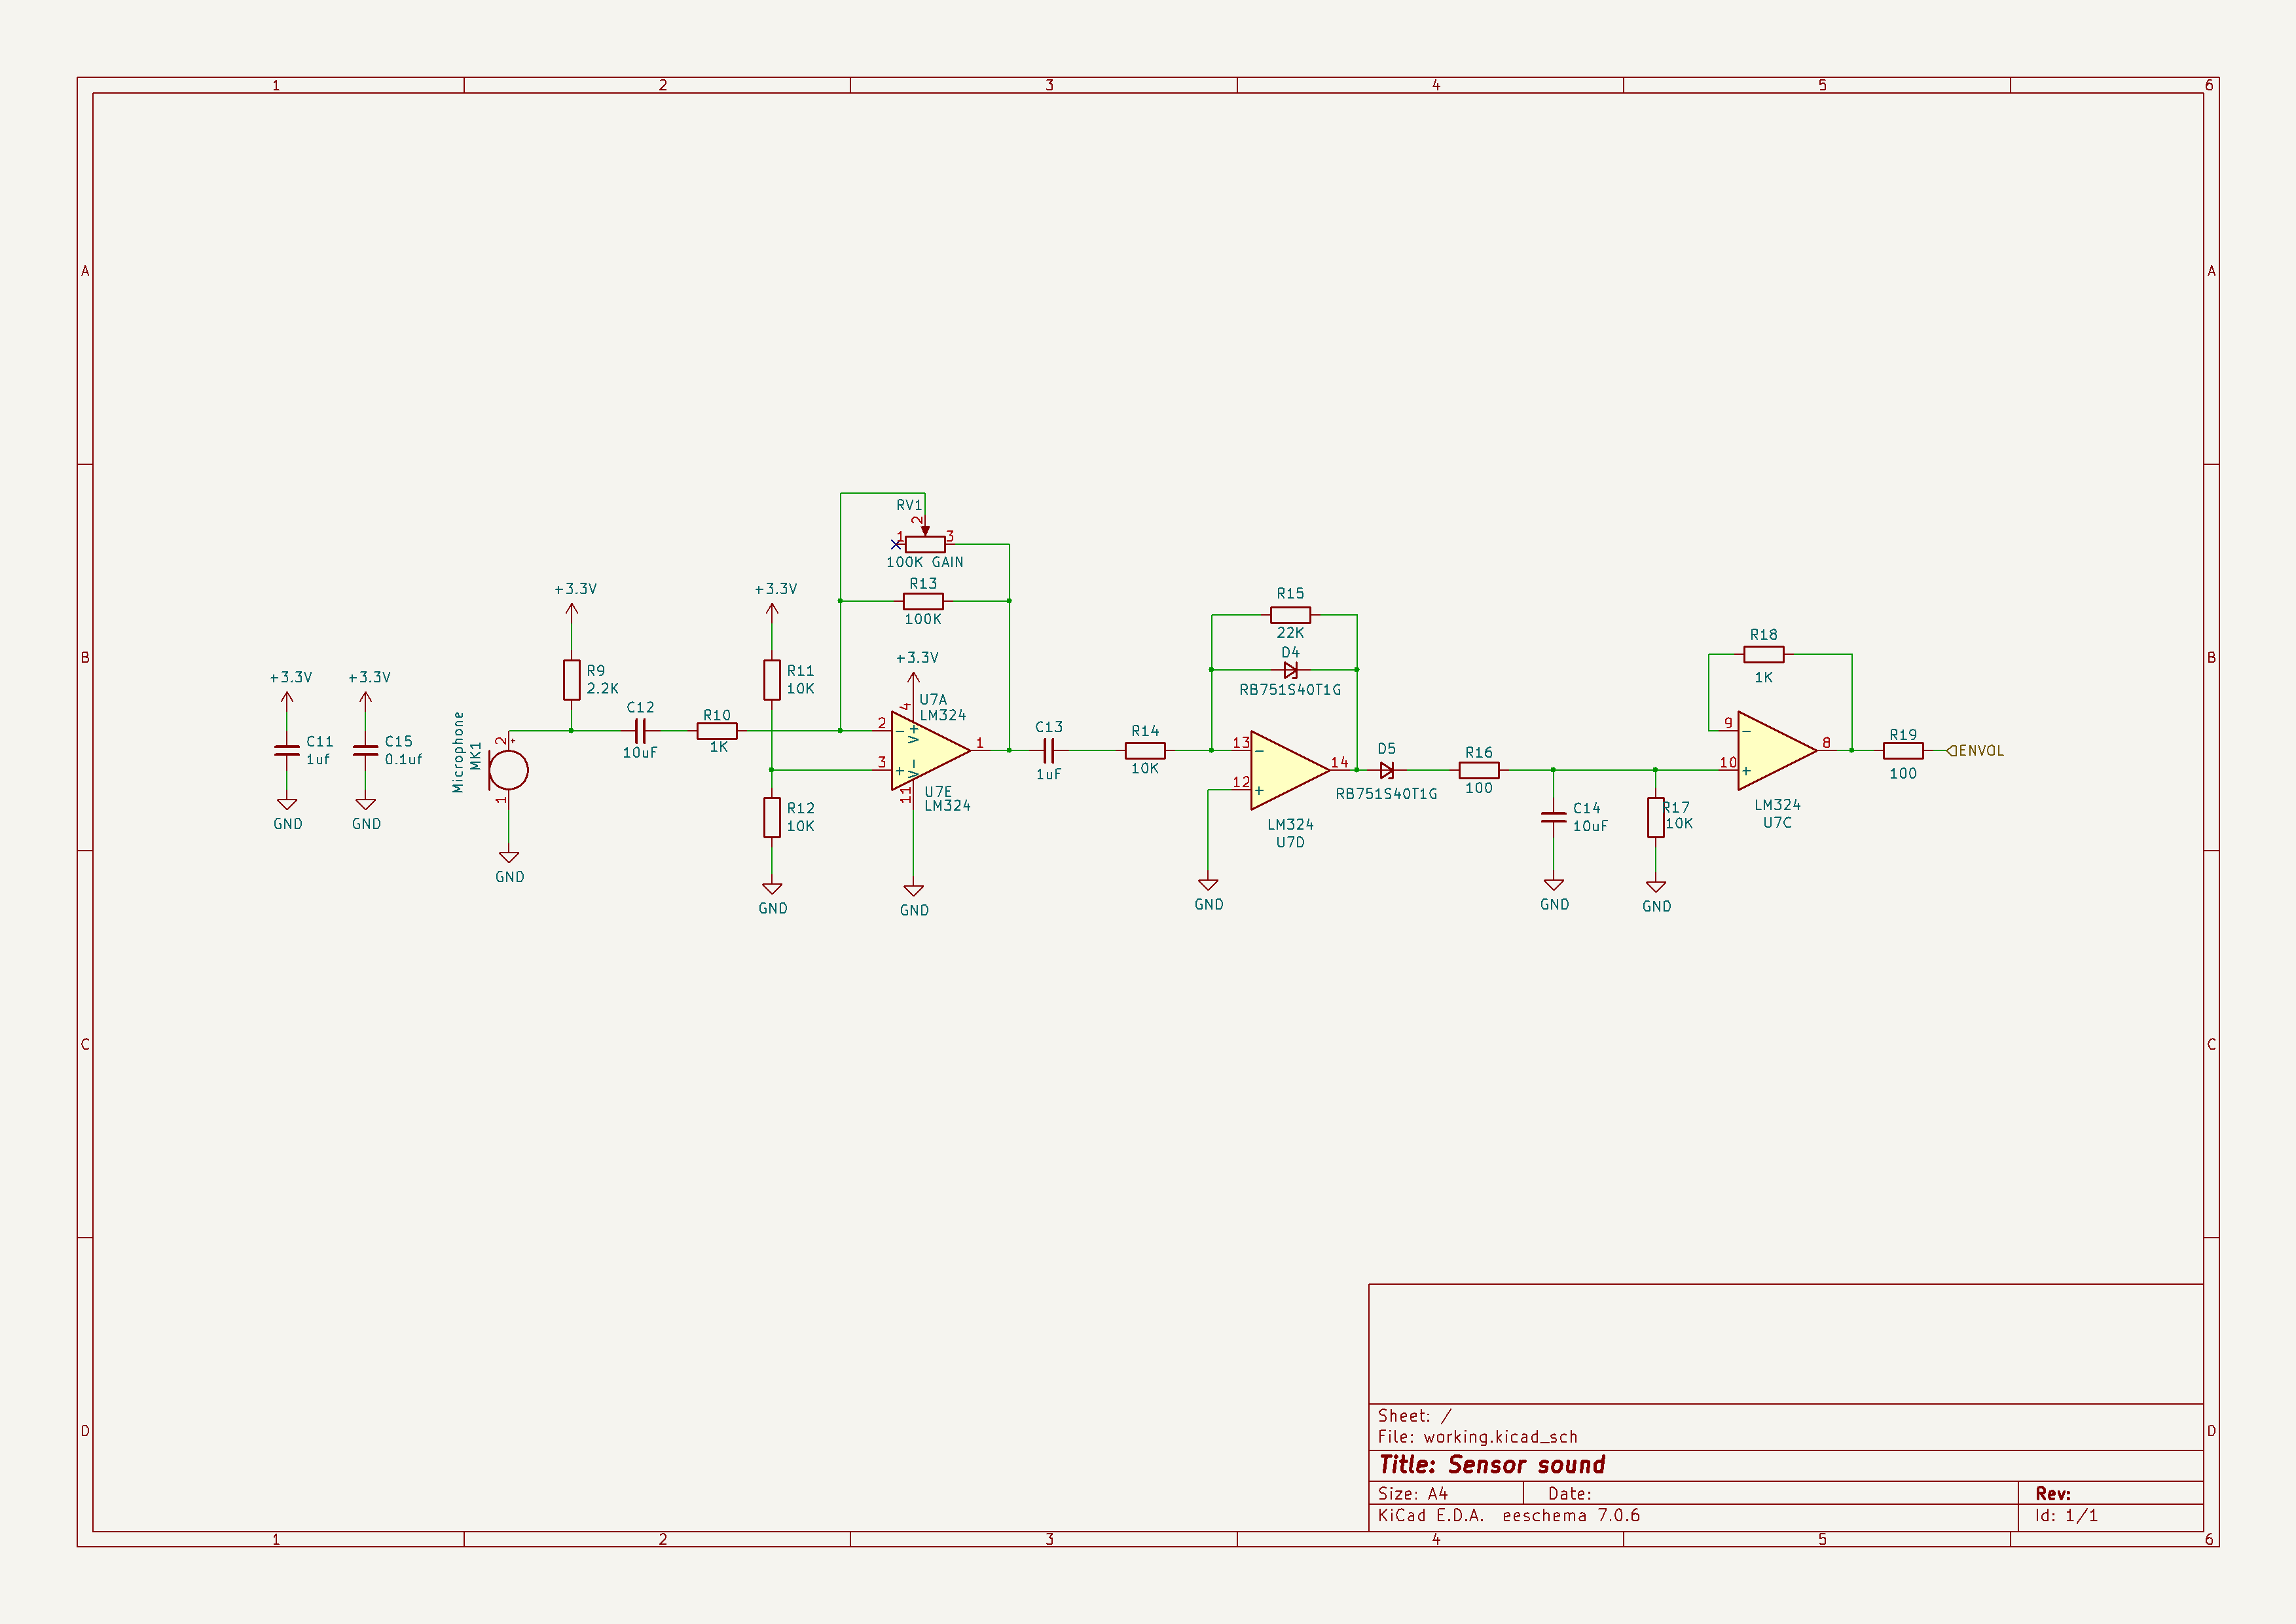 1 2 3 4 5 6
A A
B B
C C
D D
+3.3V
C11
1uf
GND
+3.3V
C15
0.1uf
GND
Microphone
MK1
2
+
1
GND
+3.3V
R9
2.2K
C12
10uF
R10
1K
+3.3V
R11
10K
R12
10K
GND
RV1
2
1
3
100K GAIN
R13
100K
+3.3V
U7A
LM324
4
V+
2
−
3
+
1
V-
11
U7E
LM324
GND
C13
1uF
R14
10K
R15
22K
D4
RB751S40T1G
13
−
12
+
14
LM324
U7D
GND
D5
RB751S40T1G
R16
100
C14
10uF
GND
R17
10K
GND
R18
1K
9
−
10
+
8
LM324
U7C
R19
100
ENVOL
Sheet: /
File: working.kicad_sch
Title: Sensor sound
Size: A4 Date: Rev:
KiCad E.D.A. eeschema 7.0.6 Id: 1/1
1 2 3 4 5 6